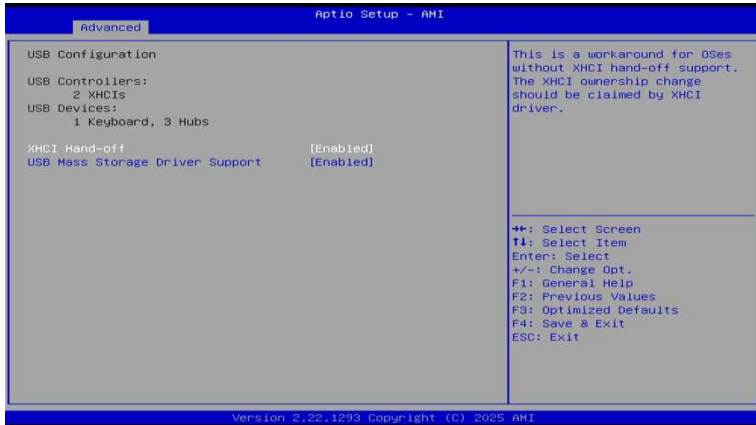 Aptio Setup - AMI
Advanced
USB Configuration
USB Controllers:
2 XHCIs
USB Devices:
1 Keyboard, 3 Hubs
XHCI Hand-off [Enabled]
USB Mass Storage Driver Support [Enabled]
This is a workaround for OSes
without XHCI hand-off support.
The XHCI ownership change
should be claimed by XHCI
driver.
→←: Select Screen
↑↓: Select Item
Enter: Select
+/-: Change Opt.
F1: General Help
F2: Previous Values
F3: Optimized Defaults
F4: Save & Exit
ESC: Exit
Version 2.22.1293 Copyright (C) 2025 AMI